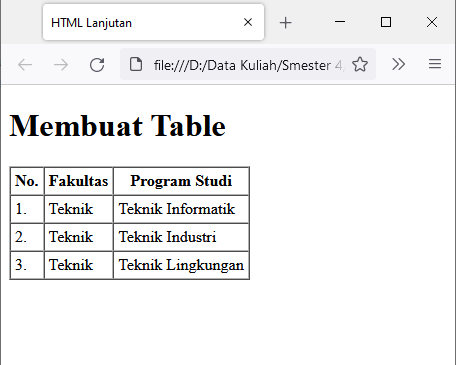 HTML Lanjutan
file:///D:/Data Kuliah/Smester 4
Membuat Table
No. Fakultas Program Studi
1. Teknik Teknik Informatik
2. Teknik Teknik Industri
3. Teknik Teknik Lingkungan